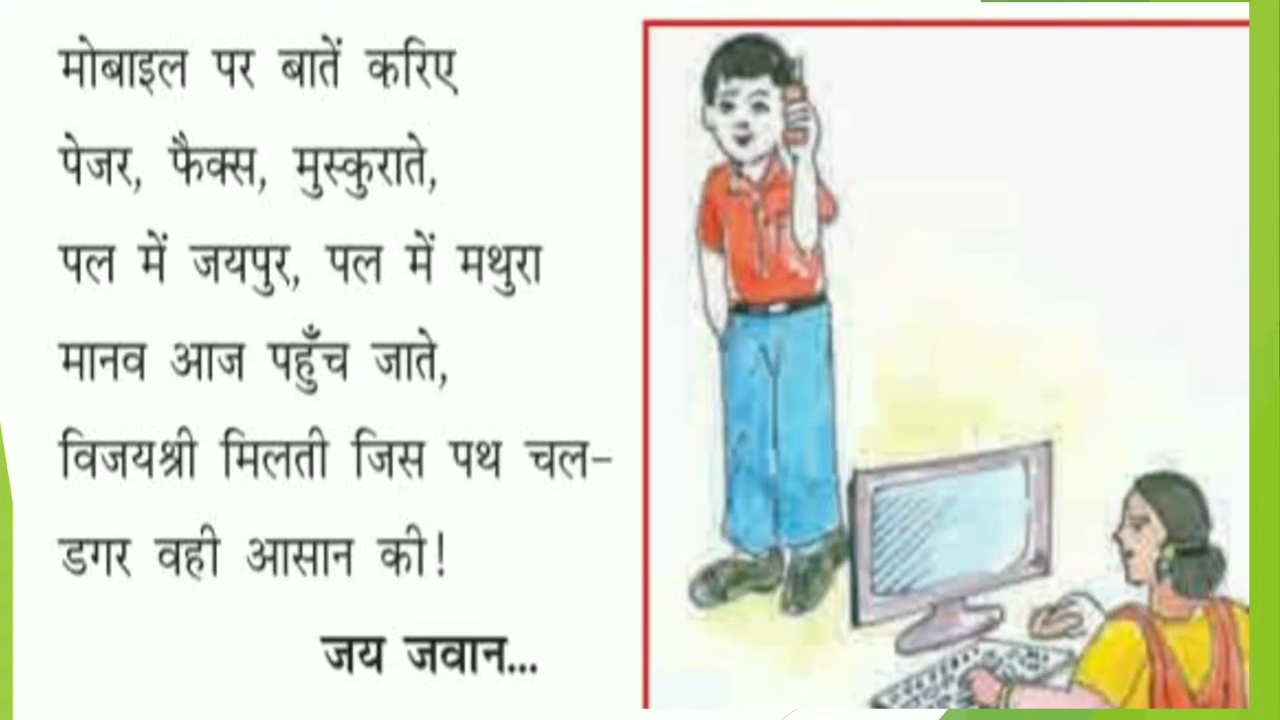 मोबाइल पर बातें करिए
पेजर, फैक्स, मुस्कुराते,
पल में जयपुर, पल में मथुरा
मानव आज पहुँच जाते,
विजयश्री मिलती जिस पथ चल-
डगर वही आसान की!
जय जवान...